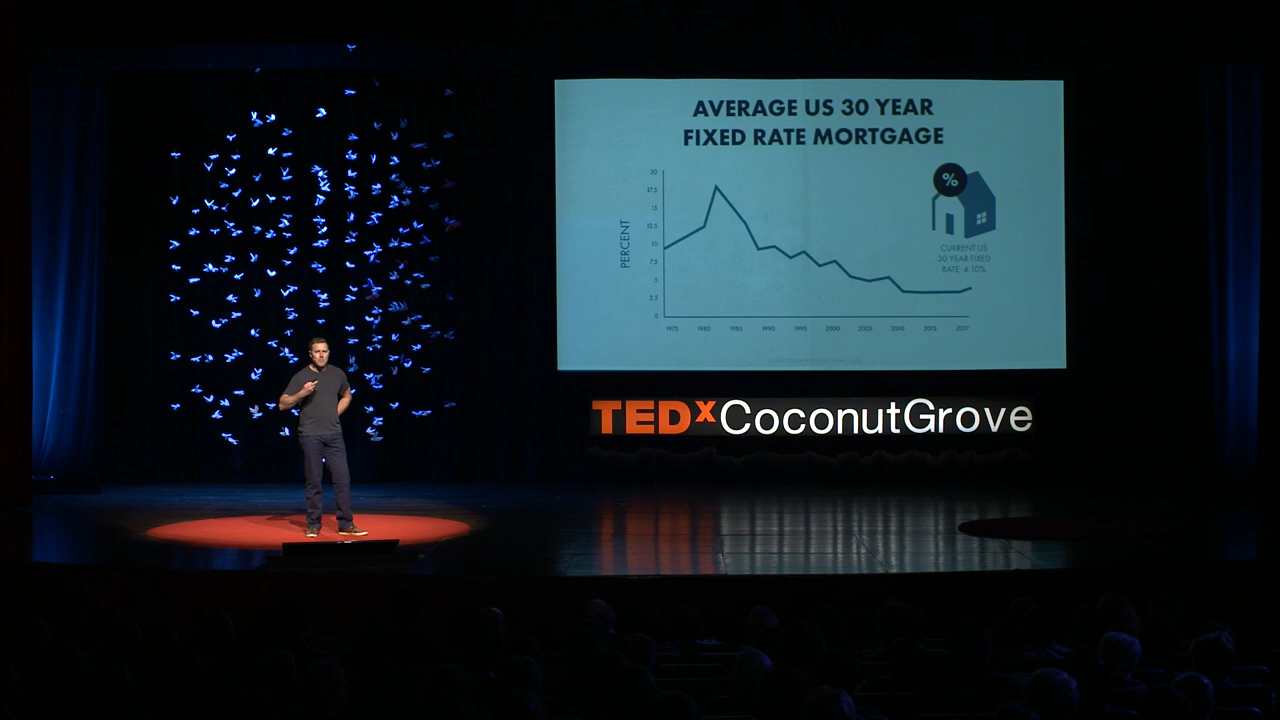 AVERAGE US 30 YEAR
FIXED RATE MORTGAGE
%
CURRENT US
30 YEAR FIXED
RATE: 4.10%
PERCENT
20
17.5
15
12.5
10
7.5
5
2.5
0
1975 1980 1985 1990 1995 2000 2005 2010 2015 2017
TEDxCoconutGrove